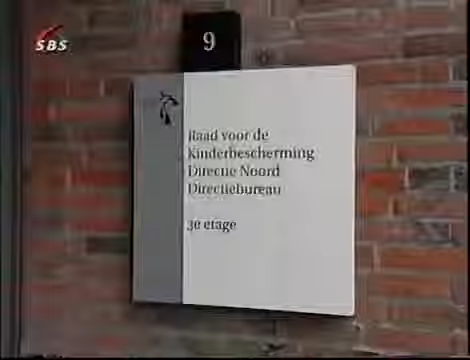 SBS
9
Raad voor de
Kinderbescherming
Directie Noord
Directiebureau
3e etage